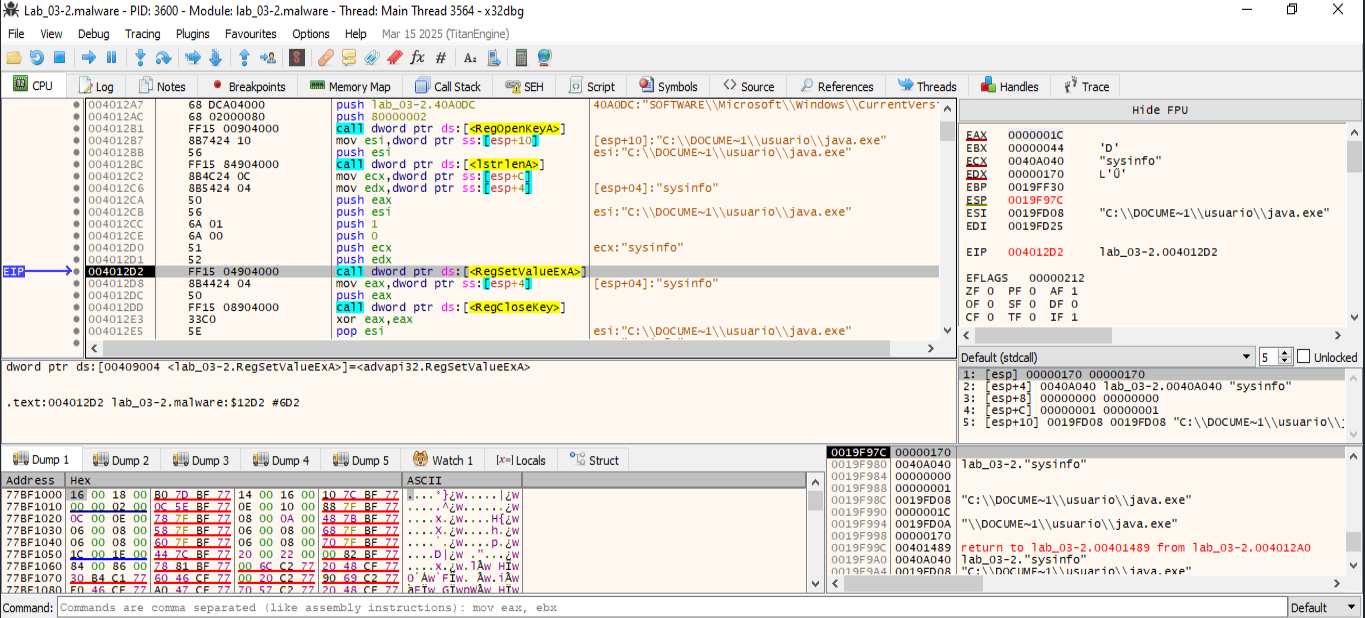 Lab_03-2.malware - PID: 3600 - Module: lab_03-2.malware - Thread: Main Thread 3564 - x32dbg
File View Debug Tracing Plugins Favourites Options Help Mar 15 2025 (TitanEngine)
CPU Log Notes Breakpoints Memory Map Call Stack SEH Script Symbols Source References Threads Handles Trace
004012A7 68 DCA04000 push lab_03-2.40A0DC 40A0DC:"SOFTWARE\\Microsoft\\Windows\\CurrentVersi
004012AC 68 02000080 push 80000002
004012B1 FF15 00904000 call dword ptr ds:[<RegOpenKeyA>]
004012B7 8B7424 10 mov esi,dword ptr ss:[esp+10] [esp+10]:"C:\\DOCUME~1\\usuario\\java.exe"
004012BB 56 push esi esi:"C:\\DOCUME~1\\usuario\\java.exe"
004012BC FF15 84904000 call dword ptr ds:[<lstrlenA>]
004012C2 8B4C24 0C mov ecx,dword ptr ss:[esp+C]
004012C6 8B5424 04 mov edx,dword ptr ss:[esp+4] [esp+04]:"sysinfo"
004012CA 50 push eax
004012CB 56 push esi esi:"C:\\DOCUME~1\\usuario\\java.exe"
004012CC 6A 01 push 1
004012CE 6A 00 push 0
004012D0 51 push ecx ecx:"sysinfo"
004012D1 52 push edx
EIP 004012D2 FF15 04904000 call dword ptr ds:[<RegSetValueExA>]
004012D8 8B4424 04 mov eax,dword ptr ss:[esp+4] [esp+04]:"sysinfo"
004012DC 50 push eax
004012DD FF15 08904000 call dword ptr ds:[<RegCloseKey>]
004012E3 33C0 xor eax,eax
004012E5 5E pop esi esi:"C:\\DOCUME~1\\usuario\\java.exe"
Hide FPU
EAX 0000001C
EBX 00000044 'D'
ECX 0040A040 "sysinfo"
EDX 00000170 L'Ű'
EBP 0019FF30
ESP 0019F97C
ESI 0019FD08 "C:\\DOCUME~1\\usuario\\java.exe"
EDI 0019FD25
EIP 004012D2 lab_03-2.004012D2
EFLAGS 00000212
ZF 0 PF 0 AF 1
OF 0 SF 0 DF 0
CF 0 TF 0 IF 1
Default (stdcall) 5 Unlocked
1: [esp] 00000170 00000170
2: [esp+4] 0040A040 lab_03-2.0040A040 "sysinfo"
3: [esp+8] 00000000 00000000
4: [esp+C] 00000001 00000001
5: [esp+10] 0019FD08 0019FD08 "C:\\DOCUME~1\\usuario\\
dword ptr ds:[00409004 <lab_03-2.RegSetValueExA>]=<advapi32.RegSetValueExA>
.text:004012D2 lab_03-2.malware:$12D2 #6D2
Dump 1 Dump 2 Dump 3 Dump 4 Dump 5 Watch 1 [x=] Locals Struct
Address Hex ASCII
77BF1000 16 00 18 00 B0 7D BF 77 14 00 16 00 10 7C BF 77 ....°}¿w.....|¿w
77BF1010 00 00 02 00 0C 5E BF 77 0E 00 10 00 88 7F BF 77 .....^¿w......¿w
77BF1020 0C 00 0E 00 78 7F BF 77 08 00 0A 00 48 7B BF 77 ....x.¿w....H{¿w
77BF1030 06 00 08 00 58 7F BF 77 06 00 08 00 68 7F BF 77 ....X.¿w....h.¿w
77BF1040 06 00 08 00 60 7F BF 77 06 00 08 00 70 7F BF 77 ....`.¿w....p.¿w
77BF1050 1C 00 1E 00 44 7C BF 77 20 00 22 00 00 82 BF 77 ....D|¿w .".. ¿w
77BF1060 84 00 86 00 78 81 BF 77 00 6C C2 77 20 48 CF 77 ....x.¿w.lÂw HÏw
77BF1070 30 B4 C1 77 60 46 CF 77 00 20 C2 77 90 69 C2 77 0´Áw`FÏw. Âw.iÂw
0019F97C 00000170
0019F980 0040A040 lab_03-2."sysinfo"
0019F984 00000000
0019F988 00000001
0019F98C 0019FD08 "C:\\DOCUME~1\\usuario\\java.exe"
0019F990 0000001C
0019F994 0019FD0A "\\DOCUME~1\\usuario\\java.exe"
0019F998 00000170
0019F99C 00401489 return to lab_03-2.00401489 from lab_03-2.004012A0
0019F9A0 0040A040 lab_03-2."sysinfo"
0019F9A4 0019FD08 "C:\\DOCUME~1\\usuario\\java.exe"
Command: Commands are comma separated (like assembly instructions): mov eax, ebx Default